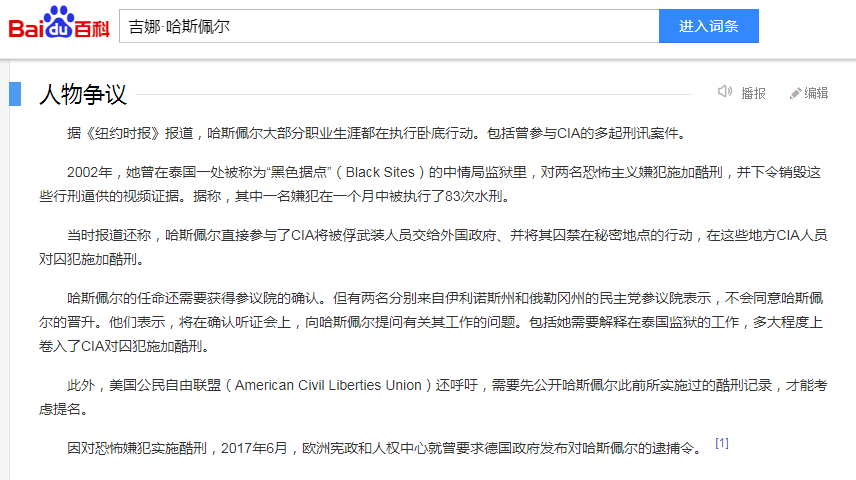 Bai du 百科
吉娜·哈斯佩尔
进入词条
人物争议
播报
编辑
据《纽约时报》报道，哈斯佩尔大部分职业生涯都在执行卧底行动。包括曾参与CIA的多起刑讯案件。
2002年，她曾在泰国一处被称为“黑色据点”（Black Sites）的中情局监狱里，对两名恐怖主义嫌犯施加酷刑，并下令销毁这
些行刑逼供的视频证据。据称，其中一名嫌犯在一个月中被执行了83次水刑。
当时报道还称，哈斯佩尔直接参与了CIA将被俘武装人员交给外国政府、并将其囚禁在秘密地点的行动，在这些地方CIA人员
对囚犯施加酷刑。
哈斯佩尔的任命还需要获得参议院的确认。但有两名分别来自伊利诺斯州和俄勒冈州的民主党参议院表示，不会同意哈斯佩
尔的晋升。他们表示，将在确认听证会上，向哈斯佩尔提问有关其工作的问题。包括她需要解释在泰国监狱的工作，多大程度上
卷入了CIA对囚犯施加酷刑。
此外，美国公民自由联盟（American Civil Liberties Union）还呼吁，需要先公开哈斯佩尔此前所实施过的酷刑记录，才能考
虑提名。
因对恐怖嫌犯实施酷刑，2017年6月，欧洲宪政和人权中心就曾要求德国政府发布对哈斯佩尔的逮捕令。 [1]